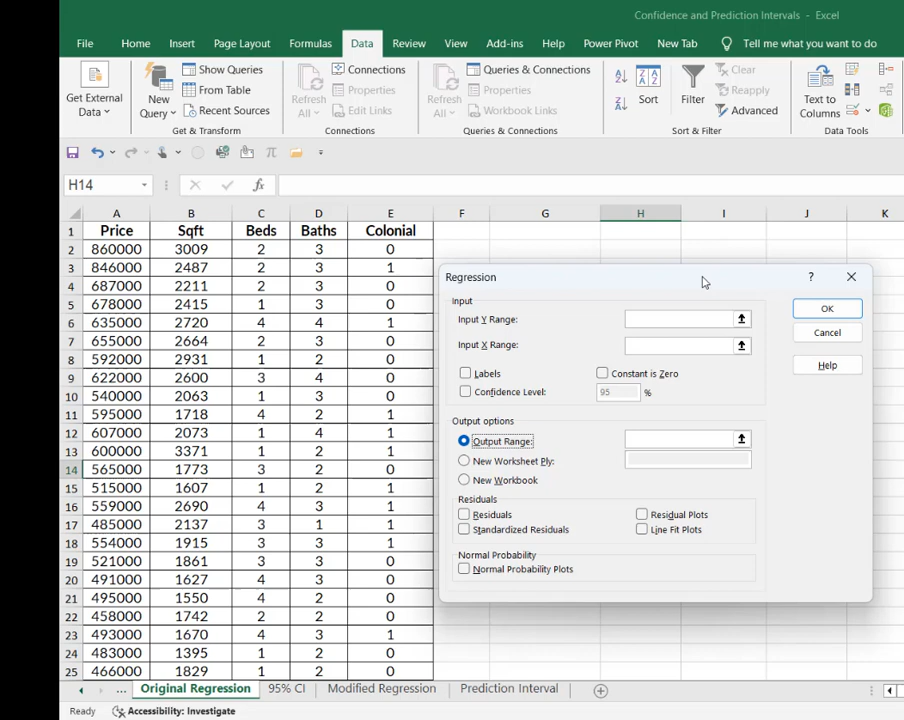 Confidence and Prediction Intervals - Excel
File Home Insert Page Layout Formulas Data Review View Add-ins Help Power Pivot New Tab Tell me what you want to do
Get External Data
New Query
Show Queries
From Table
Recent Sources
Get & Transform
Refresh All
Connections
Properties
Edit Links
Connections
Refresh All
Queries & Connections
Properties
Workbook Links
Queries & Connections
Sort
Filter
Clear
Reapply
Advanced
Sort & Filter
Text to Columns
Data Tools
H14 fx
A B C D E F G H I J K
1 Price Sqft Beds Baths Colonial
2 860000 3009 2 3 0
3 846000 2487 2 3 1
4 687000 2211 2 3 0
5 678000 2415 1 3 0
6 635000 2720 4 4 1
7 655000 2664 2 3 0
8 592000 2931 1 2 0
9 622000 2600 3 4 0
10 540000 2063 1 3 0
11 595000 1718 4 2 1
12 607000 2073 1 4 1
13 600000 3371 1 2 1
14 565000 1773 3 2 0
15 515000 1607 1 2 1
16 559000 2690 4 3 1
17 485000 2137 3 1 1
18 554000 1915 3 3 1
19 521000 1861 3 3 0
20 491000 1627 4 3 0
21 495000 1550 4 2 0
22 458000 1742 2 2 0
23 493000 1670 4 3 1
24 483000 1395 1 2 0
25 466000 1829 1 2 0
Regression ?
Input
Input Y Range:
Input X Range:
Labels Constant is Zero
Confidence Level: 95 %
OK
Cancel
Help
Output options
Output Range:
New Worksheet Ply:
New Workbook
Residuals
Residuals Residual Plots
Standardized Residuals Line Fit Plots
Normal Probability
Normal Probability Plots
... Original Regression 95% CI Modified Regression Prediction Interval
Ready Accessibility: Investigate